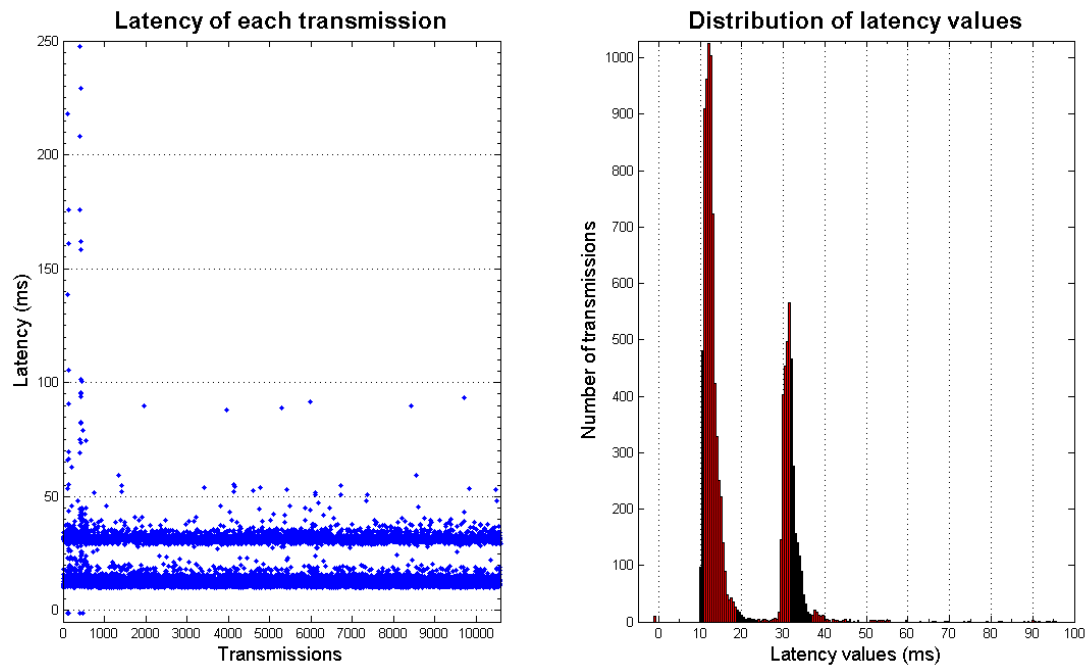 Latency of each transmission
250
200
150
100
50
0
Latency (ms)
0 1000 2000 3000 4000 5000 6000 7000 8000 9000 10000
Transmissions
Distribution of latency values
1000
900
800
700
600
500
400
300
200
100
0
Number of transmissions
0 10 20 30 40 50 60 70 80 90 100
Latency values (ms)